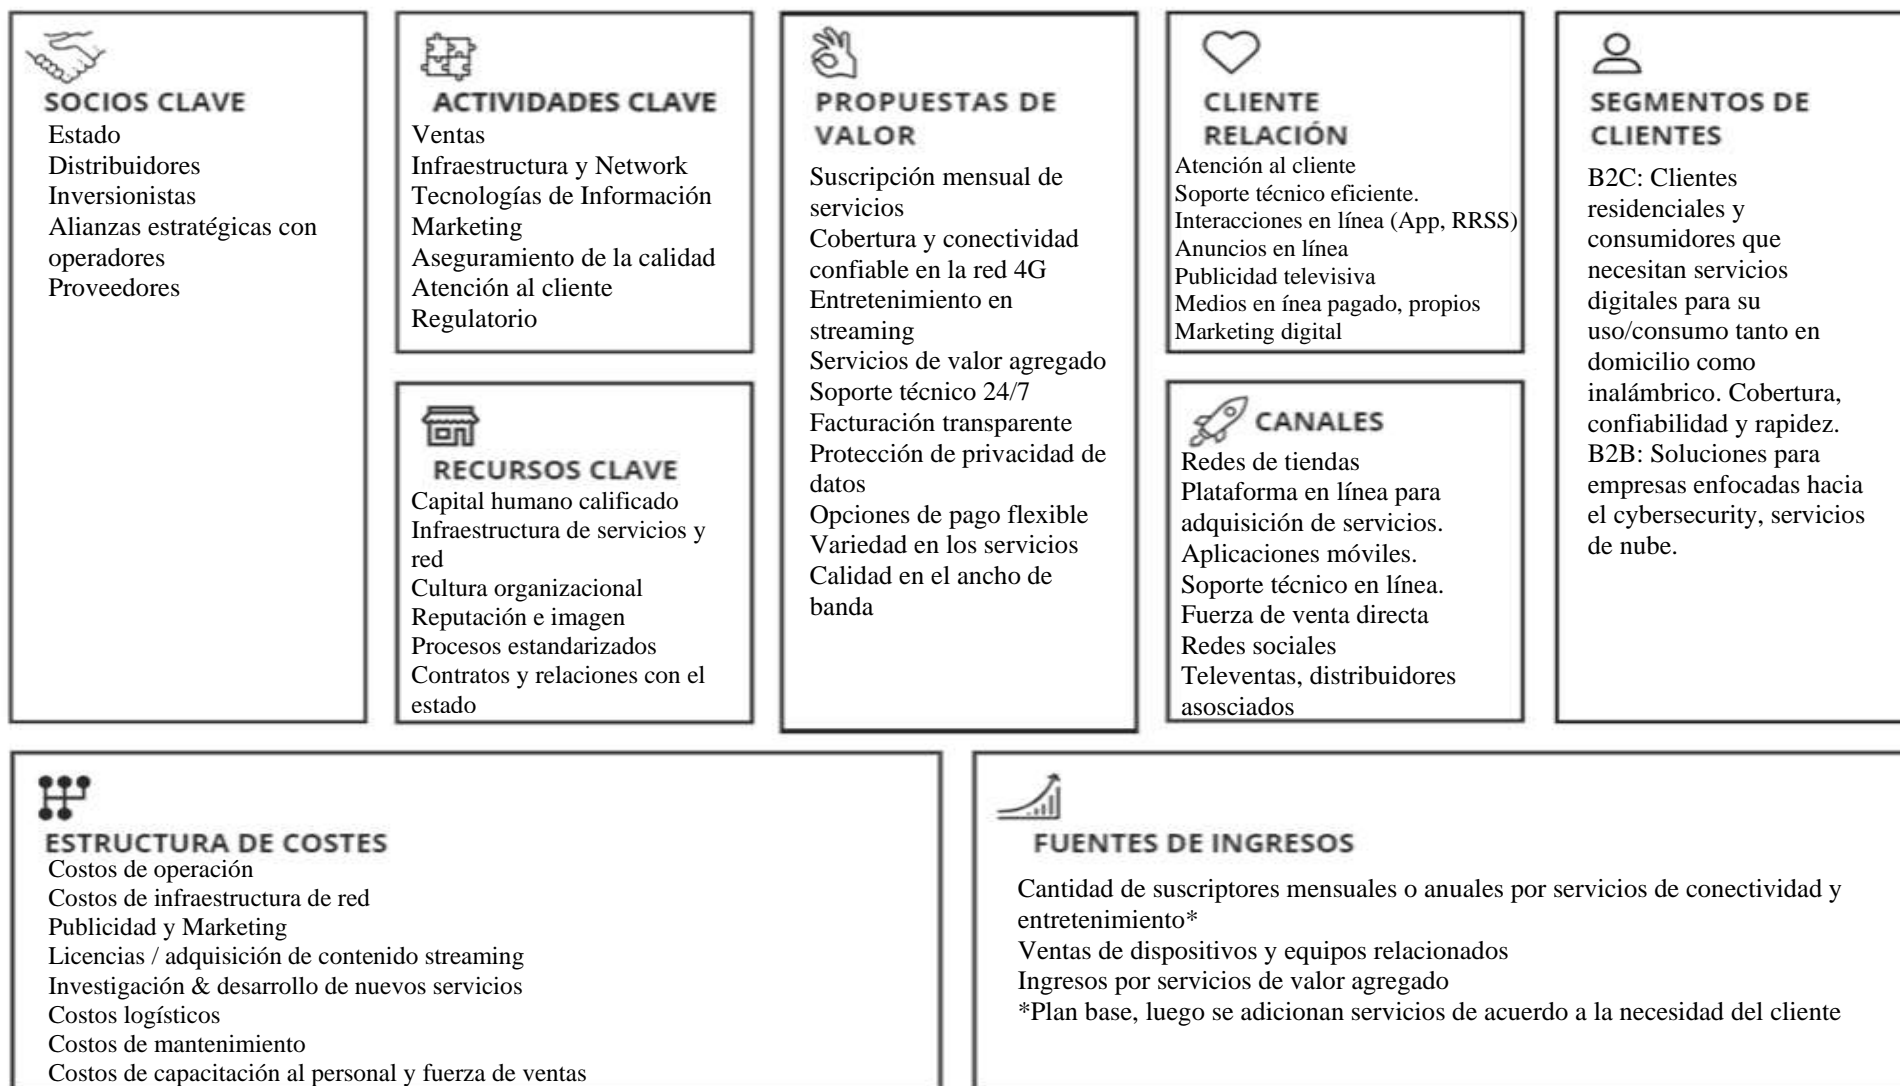 SOCIOS CLAVE
Estado
Distribuidores
Inversionistas
Alianzas estratégicas con
operadores
Proveedores
ACTIVIDADES CLAVE
Ventas
Infraestructura y Network
Tecnologías de Información
Marketing
Aseguramiento de la calidad
Atención al cliente
Regulatorio
RECURSOS CLAVE
Capital humano calificado
Infraestructura de servicios y
red
Cultura organizacional
Reputación e imagen
Procesos estandarizados
Contratos y relaciones con el
estado
PROPUESTAS DE
VALOR
Suscripción mensual de
servicios
Cobertura y conectividad
confiable en la red 4G
Entretenimiento en
streaming
Servicios de valor agregado
Soporte técnico 24/7
Facturación transparente
Protección de privacidad de
datos
Opciones de pago flexible
Variedad en los servicios
Calidad en el ancho de
banda
CLIENTE
RELACIÓN
Atención al cliente
Soporte técnico eficiente.
Interacciones en línea (App, RRSS)
Anuncios en línea
Publicidad televisiva
Medios en ínea pagado, propios
Marketing digital
CANALES
Redes de tiendas
Plataforma en línea para
adquisición de servicios.
Aplicaciones móviles.
Soporte técnico en línea.
Fuerza de venta directa
Redes sociales
Televentas, distribuidores
asosciados
SEGMENTOS DE
CLIENTES
B2C: Clientes
residenciales y
consumidores que
necesitan servicios
digitales para su
uso/consumo tanto en
domicilio como
inalámbrico. Cobertura,
confiabilidad y rapidez.
B2B: Soluciones para
empresas enfocadas hacia
el cybersecurity, servicios
de nube.
ESTRUCTURA DE COSTES
Costos de operación
Costos de infraestructura de red
Publicidad y Marketing
Licencias / adquisición de contenido streaming
Investigación & desarrollo de nuevos servicios
Costos logísticos
Costos de mantenimiento
Costos de capacitación al personal y fuerza de ventas
FUENTES DE INGRESOS
Cantidad de suscriptores mensuales o anuales por servicios de conectividad y
entretenimiento*
Ventas de dispositivos y equipos relacionados
Ingresos por servicios de valor agregado
*Plan base, luego se adicionan servicios de acuerdo a la necesidad del cliente